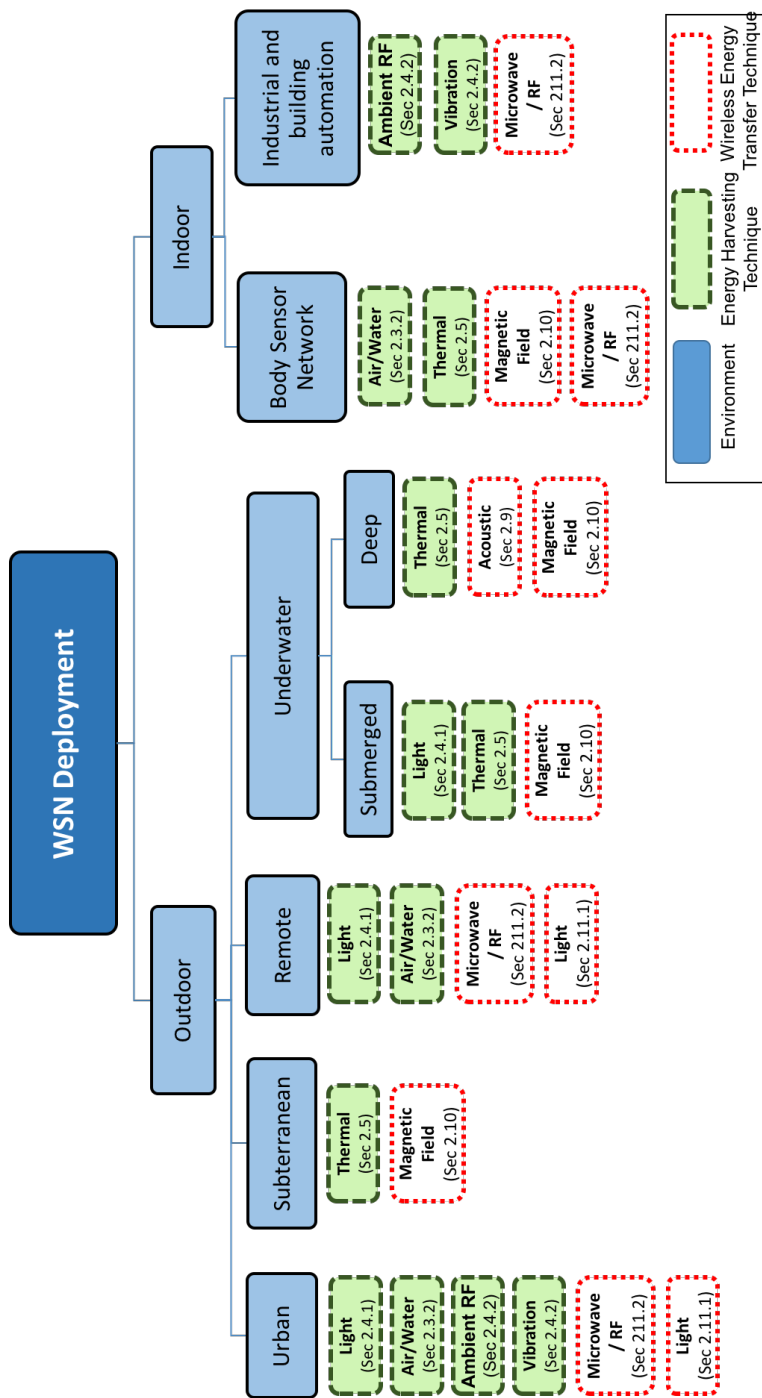 WSN Deployment
Outdoor
Indoor
Urban
Light
(Sec 2.4.1)
Air/Water
(Sec 2.3.2)
Ambient RF
(Sec 2.4.2)
Vibration
(Sec 2.4.2)
Microwave
/ RF
(Sec 211.2)
Light
(Sec 2.11.1)
Subterranean
Thermal
(Sec 2.5)
Magnetic
Field
(Sec 2.10)
Remote
Light
(Sec 2.4.1)
Air/Water
(Sec 2.3.2)
Microwave
/ RF
(Sec 211.2)
Light
(Sec 2.11.1)
Underwater
Submerged
Light
(Sec 2.4.1)
Thermal
(Sec 2.5)
Magnetic
Field
(Sec 2.10)
Deep
Thermal
(Sec 2.5)
Acoustic
(Sec 2.9)
Magnetic
Field
(Sec 2.10)
Body Sensor
Network
Air/Water
(Sec 2.3.2)
Thermal
(Sec 2.5)
Magnetic
Field
(Sec 2.10)
Microwave
/ RF
(Sec 211.2)
Industrial and
building
automation
Ambient RF
(Sec 2.4.2)
Vibration
(Sec 2.4.2)
Microwave
/ RF
(Sec 211.2)
Environment
Energy Harvesting
Technique
Wireless Energy
Transfer Technique